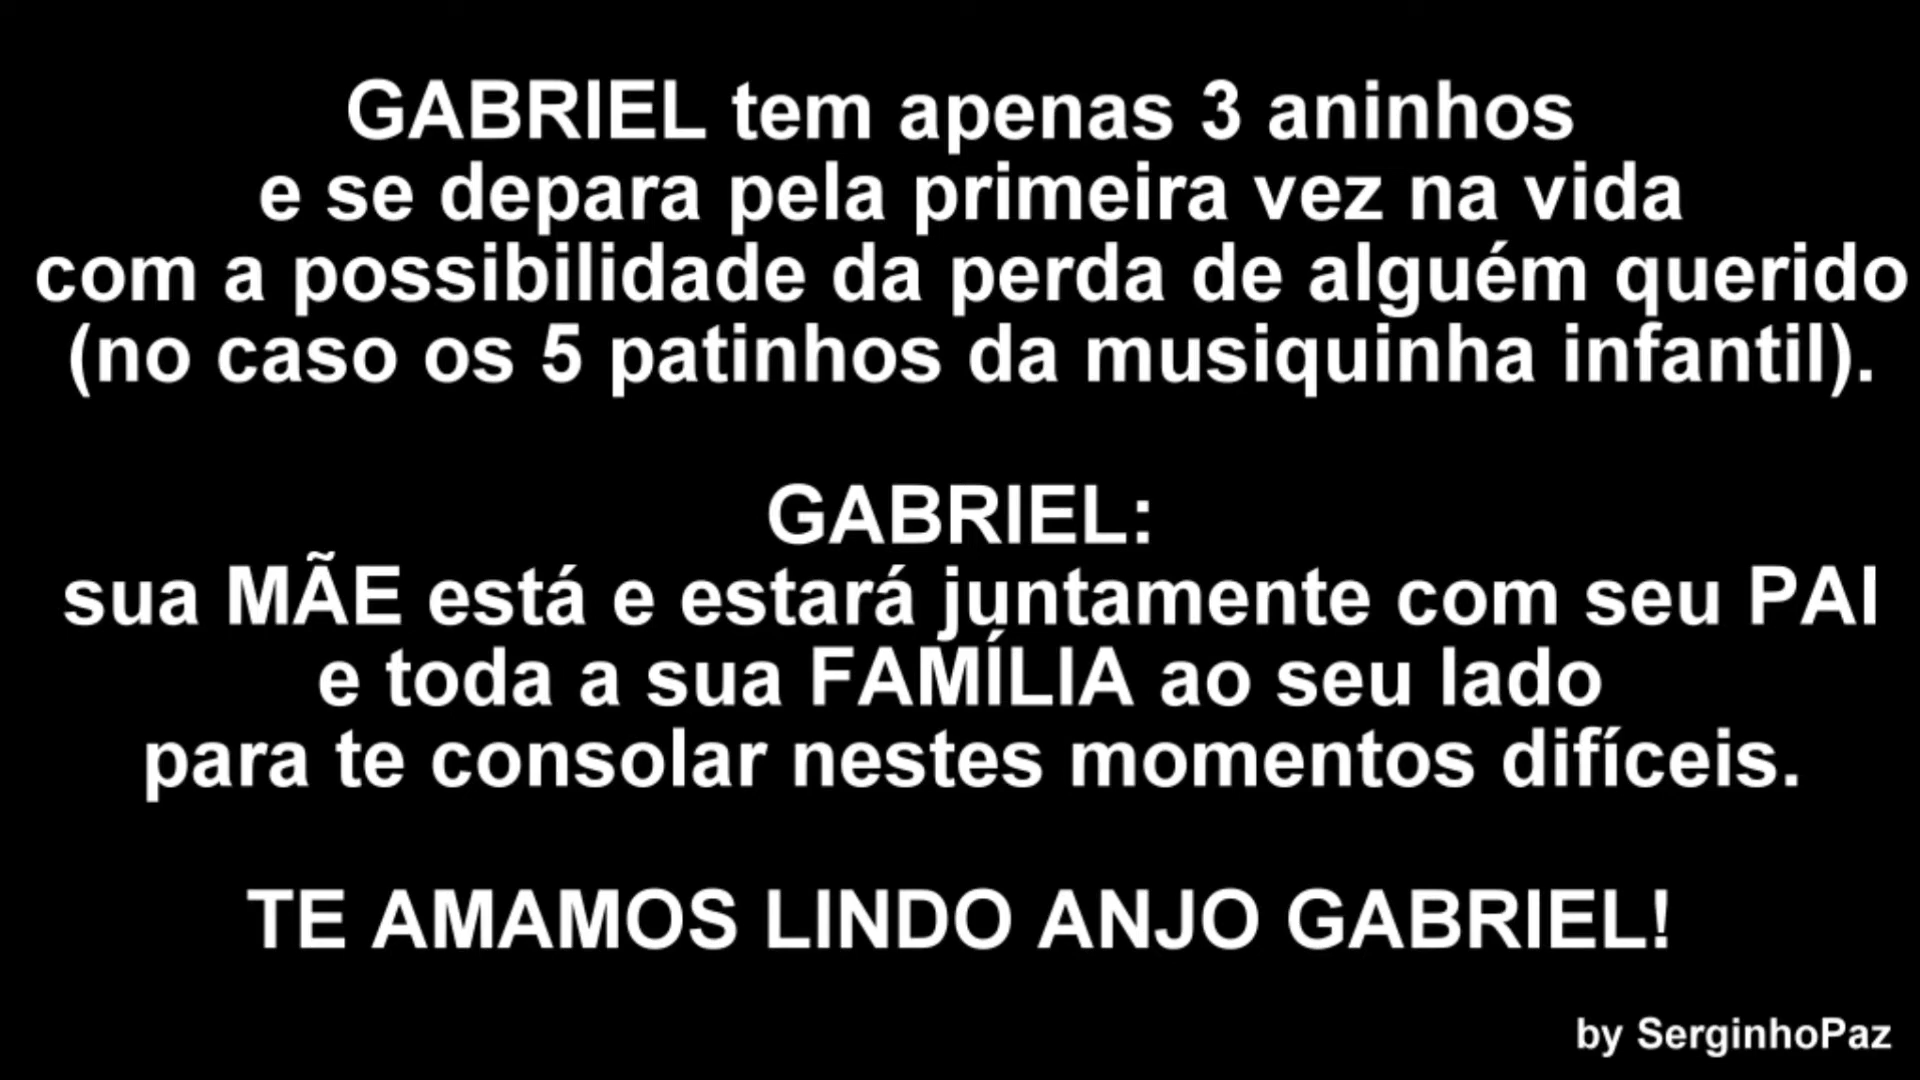 GABRIEL tem apenas 3 aninhos
e se depara pela primeira vez na vida
com a possibilidade da perda de alguém querido
(no caso os 5 patinhos da musiquinha infantil).
GABRIEL:
sua MÃE está e estará juntamente com seu PAI
e toda a sua FAMÍLIA ao seu lado
para te consolar nestes momentos difíceis.
TE AMAMOS LINDO ANJO GABRIEL!
by SerginhoPaz